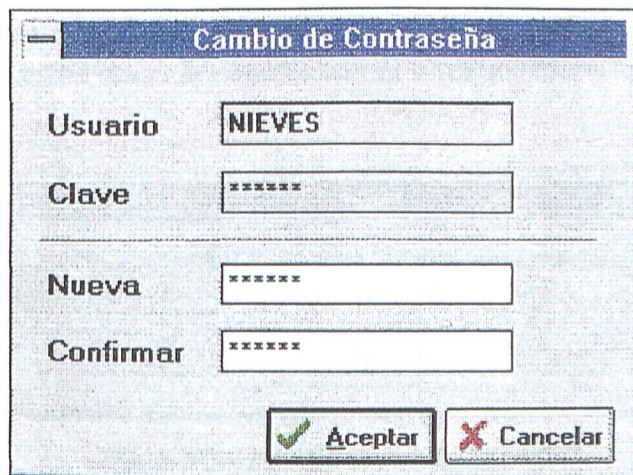 Cambio de Contraseña
Usuario NIEVES
Clave ******
Nueva ******
Confirmar ******
Aceptar Cancelar